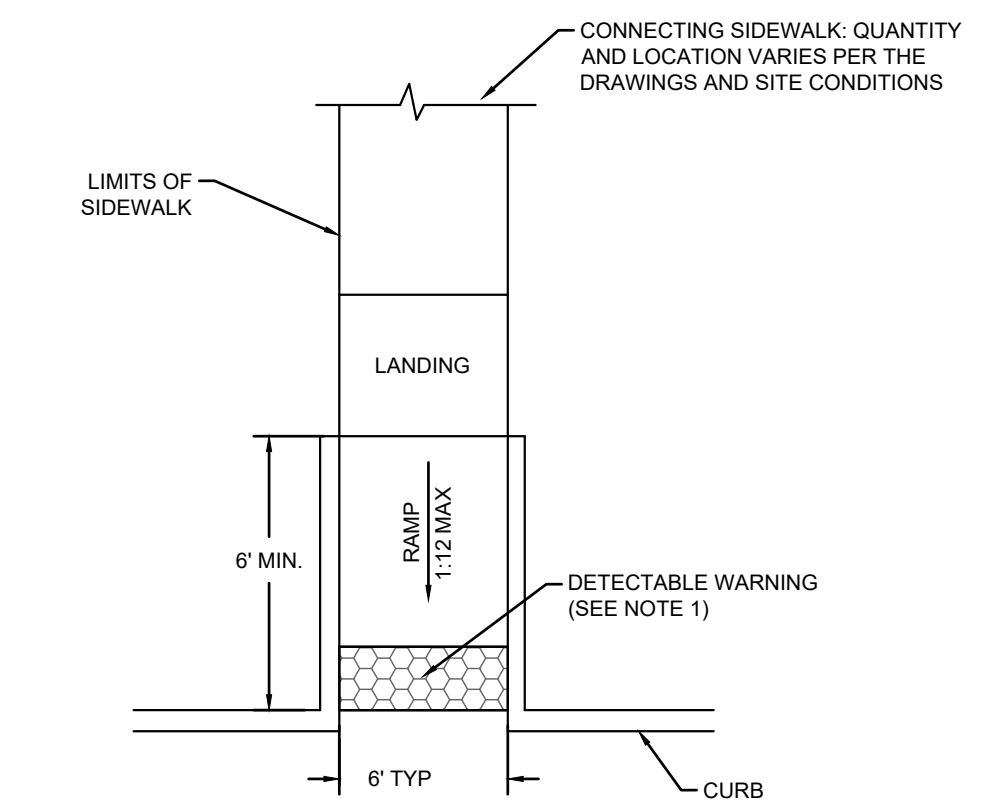 CONNECTING SIDEWALK: QUANTITY
AND LOCATION VARIES PER THE
DRAWINGS AND SITE CONDITIONS
LIMITS OF
SIDEWALK
LANDING
RAMP
1:12 MAX
6' MIN.
DETECTABLE WARNING
(SEE NOTE 1)
6' TYP
CURB